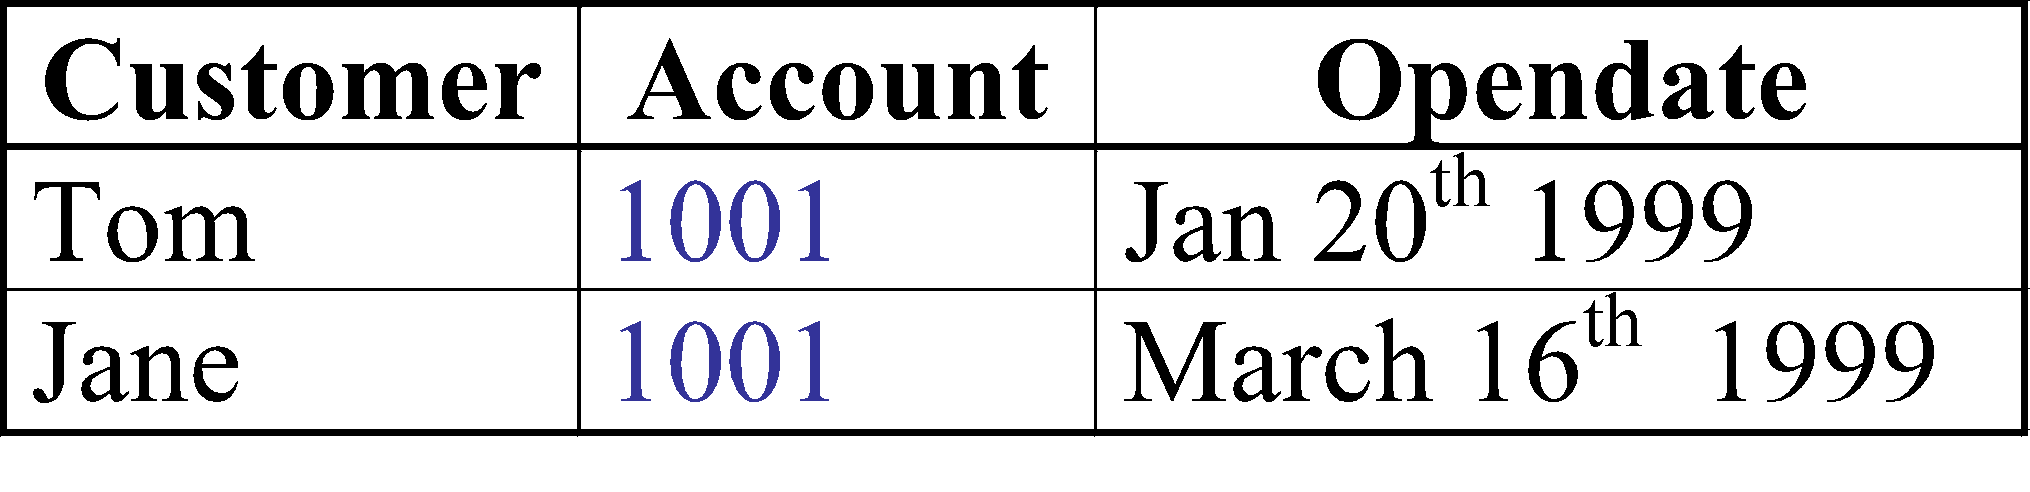 Customer Account Opendate
Tom 1001 Jan 20th 1999
Jane 1001 March 16th 1999